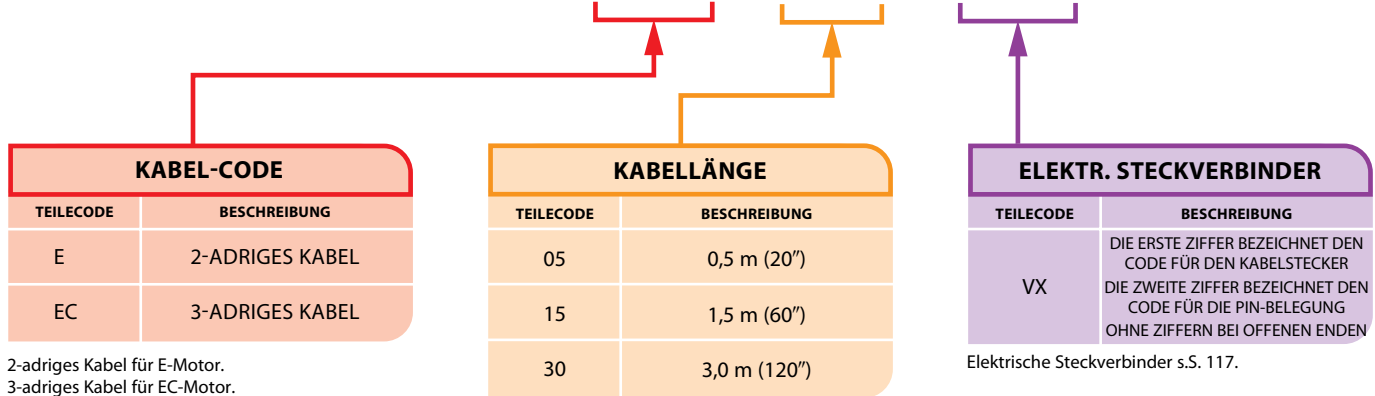 KABEL-CODE
TEILECODE BESCHREIBUNG
E 2-ADRIGES KABEL
EC 3-ADRIGES KABEL
2-adriges Kabel für E-Motor.
3-adriges Kabel für EC-Motor.
KABELLÄNGE
TEILECODE BESCHREIBUNG
05 0,5 m (20”)
15 1,5 m (60”)
30 3,0 m (120”)
ELEKTR. STECKVERBINDER
TEILECODE BESCHREIBUNG
VX
DIE ERSTE ZIFFER BEZEICHNET DEN
CODE FÜR DEN KABELSTECKER
DIE ZWEITE ZIFFER BEZEICHNET DEN
CODE FÜR DIE PIN-BELEGUNG
OHNE ZIFFERN BEI OFFENEN ENDEN
Elektrische Steckverbinder s.S. 117.